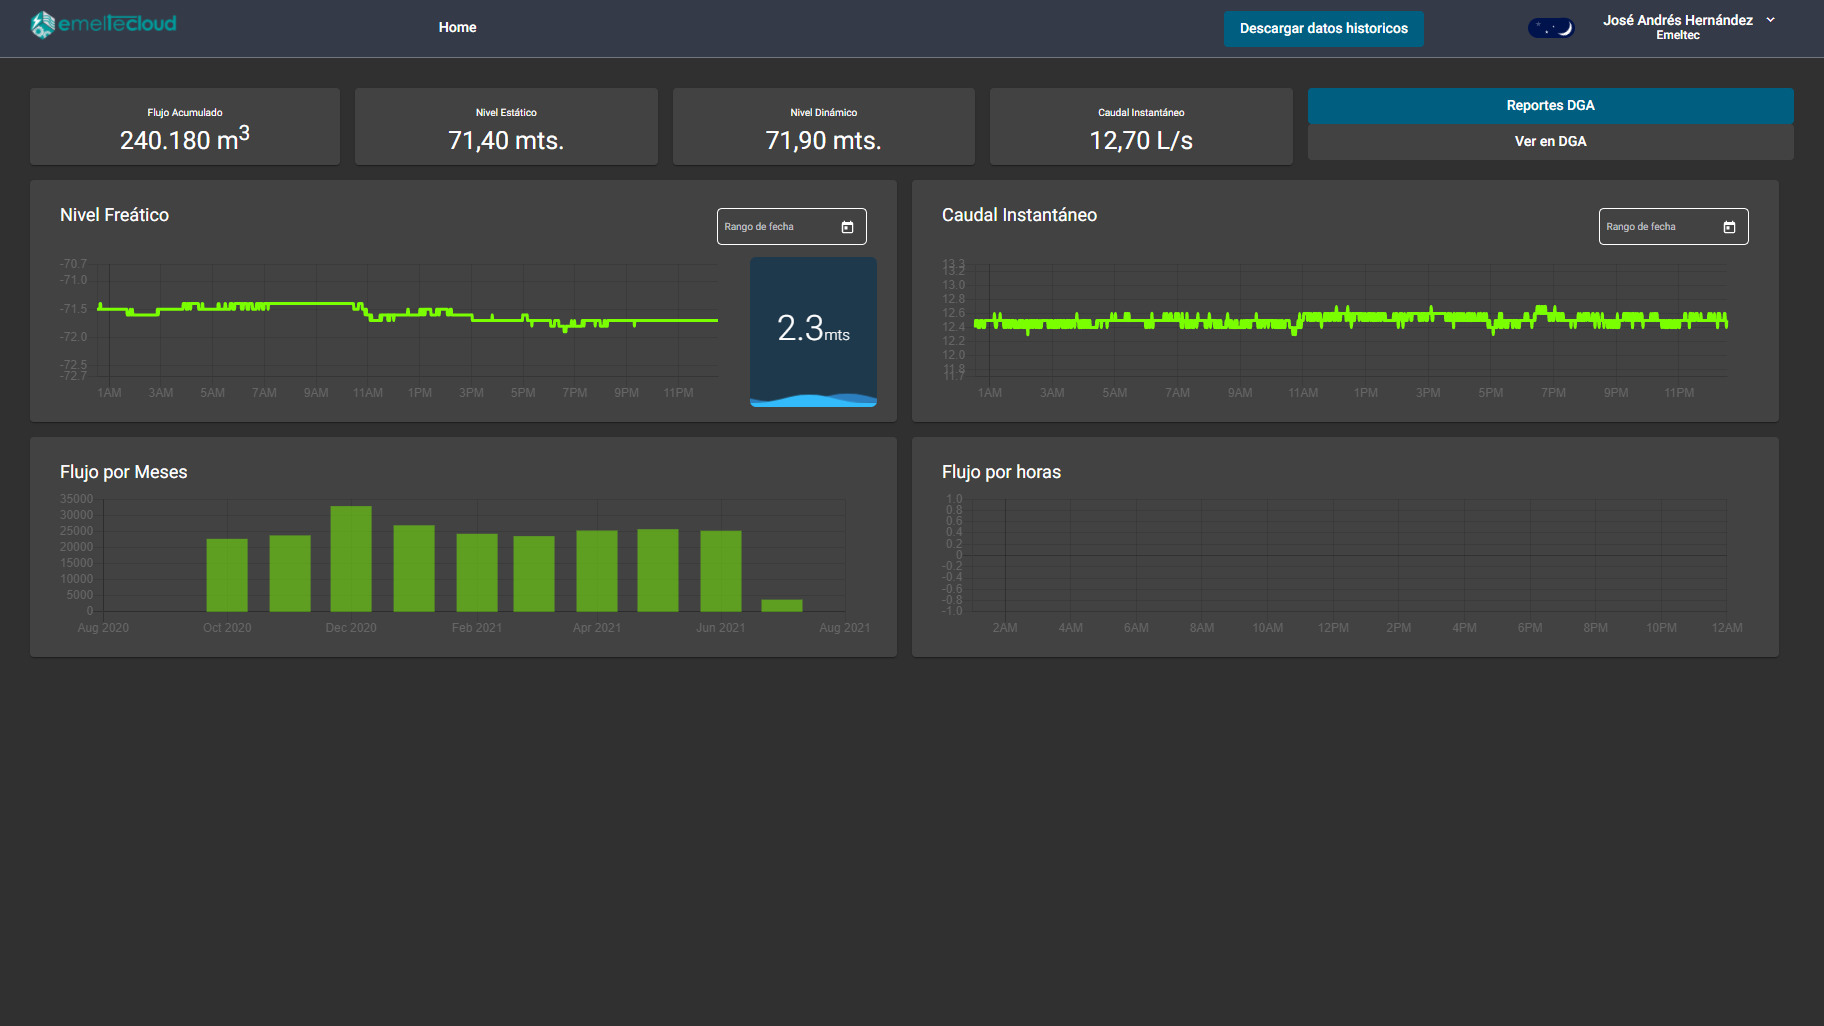 emeltecloud
Home
Descargar datos historicos
José Andrés Hernández
Emeltec
Flujo Acumulado
240.180 m3
Nivel Estático
71,40 mts.
Nivel Dinámico
71,90 mts.
Caudal Instantáneo
12,70 L/s
Reportes DGA
Ver en DGA
Nivel Freático
Rango de fecha
-70.7
-71.0
-71.5
-72.0
-72.5
-72.7
1AM 3AM 5AM 7AM 9AM 11AM 1PM 3PM 5PM 7PM 9PM 11PM
2.3mts
Caudal Instantáneo
Rango de fecha
13.3
13.2
13.0
12.8
12.6
12.4
12.2
12.0
11.8
11.7
1AM 3AM 5AM 7AM 9AM 11AM 1PM 3PM 5PM 7PM 9PM 11PM
Flujo por Meses
35000
30000
25000
20000
15000
10000
5000
0
Aug 2020 Oct 2020 Dec 2020 Feb 2021 Apr 2021 Jun 2021 Aug 2021
Flujo por horas
1.0
0.8
0.6
0.4
0.2
0
-0.2
-0.4
-0.6
-0.8
-1.0
2AM 4AM 6AM 8AM 10AM 12PM 2PM 4PM 6PM 8PM 10PM 12AM